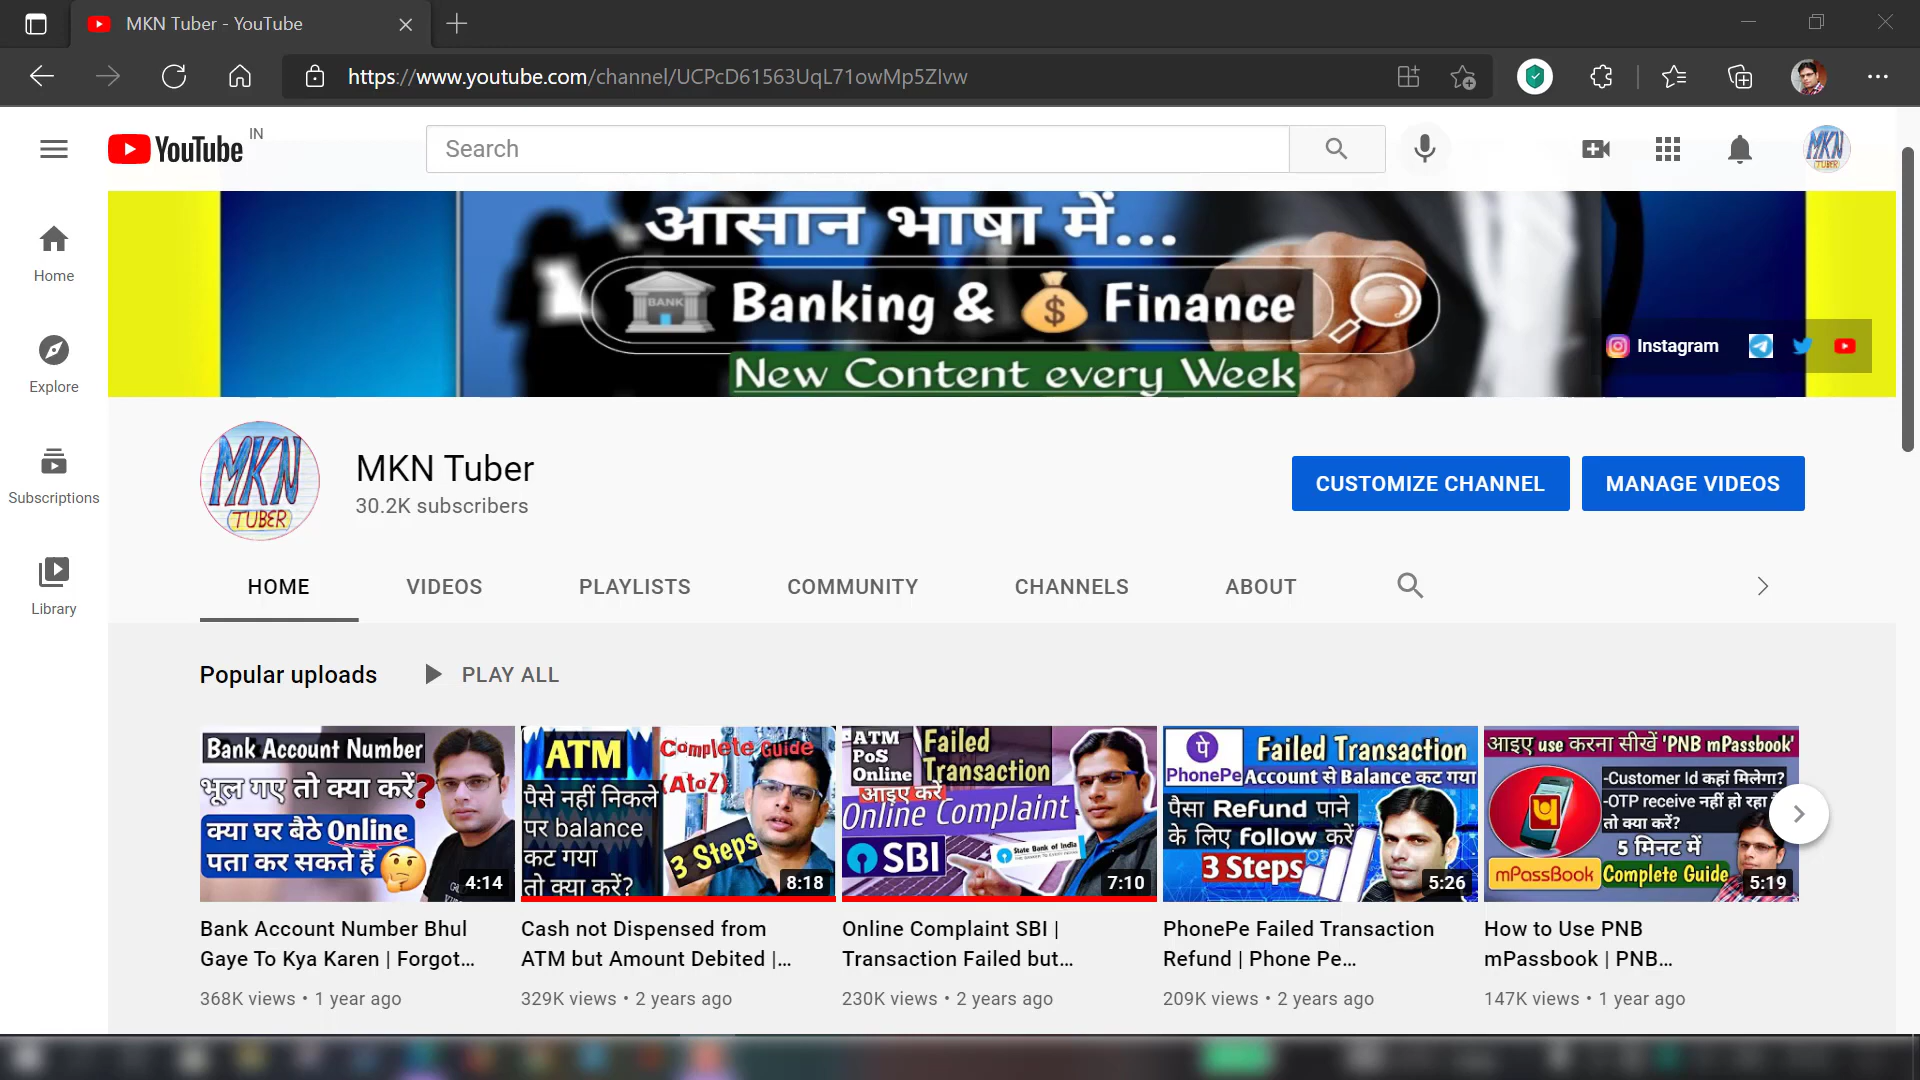 MKN Tuber - YouTube
https://www.youtube.com/channel/UCPcD61563UqL71owMp5ZIvw
YouTube IN
Search
MKN
TUBER
आसान भाषा में...
BANK Banking & $ Finance
New Content every Week
Instagram
Home
Explore
Subscriptions
Library
MKN
TUBER
MKN Tuber
30.2K subscribers
CUSTOMIZE CHANNEL
MANAGE VIDEOS
HOME VIDEOS PLAYLISTS COMMUNITY CHANNELS ABOUT
Popular uploads PLAY ALL
Bank Account Number
भूल गए तो क्या करें?
क्या घर बैठे Online
पता कर सकते हैं
4:14
Bank Account Number Bhul
Gaye To Kya Karen | Forgot...
368K views • 1 year ago
ATM
Complete Guide
(AtoZ)
पैसे नहीं निकले
पर balance
कट गया
तो क्या करें?
3 Steps
8:18
Cash not Dispensed from
ATM but Amount Debited |...
329K views • 2 years ago
ATM
PoS
Online
Failed
Transaction
आइए करें
Online Complaint
SBI
State Bank of India
7:10
Online Complaint SBI |
Transaction Failed but...
230K views • 2 years ago
पे
PhonePe
Failed Transaction
Account से Balance कट गया
पैसा Refund पाने
के लिए Follow करें
3 Steps
5:26
PhonePe Failed Transaction
Refund | Phone Pe...
209K views • 2 years ago
आइए use करना सीखें 'PNB mPassbook'
-Customer Id कहां मिलेगा?
-OTP receive नहीं हो रहा
तो क्या करें?
5 मिनट में
mPassBook Complete Guide
5:19
How to Use PNB
mPassbook | PNB...
147K views • 1 year ago